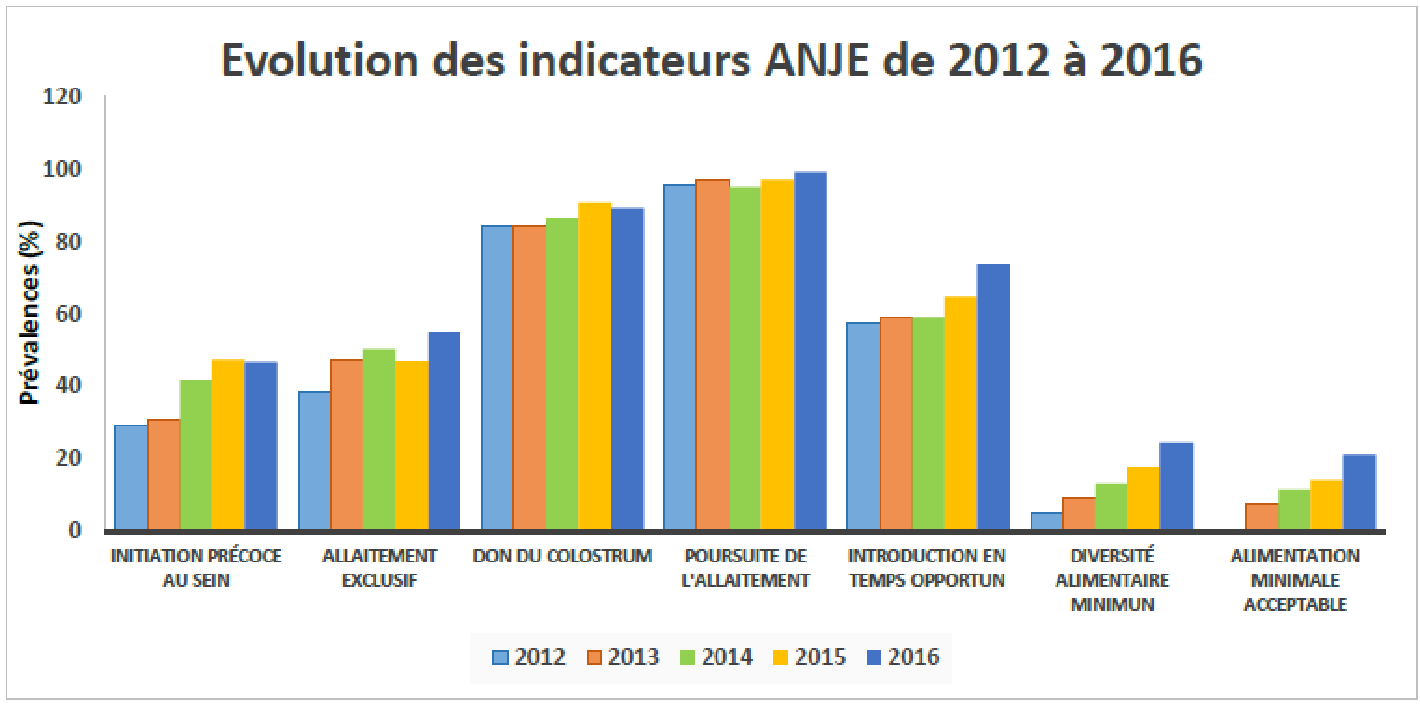 Evolution des indicateurs ANJE de 2012 à 2016
120
100
80
60
40
20
0
Prévalences (%)
INITIATION PRÉCOCE
AU SEIN
ALLAITEMENT
EXCLUSIF
DON DU COLOSTRUM
POURSUITE DE
L'ALLAITEMENT
INTRODUCTION EN
TEMPS OPPORTUN
DIVERSITÉ
ALIMENTAIRE
MINIMUN
ALIMENTATION
MINIMALE
ACCEPTABLE
2012 2013 2014 2015 2016